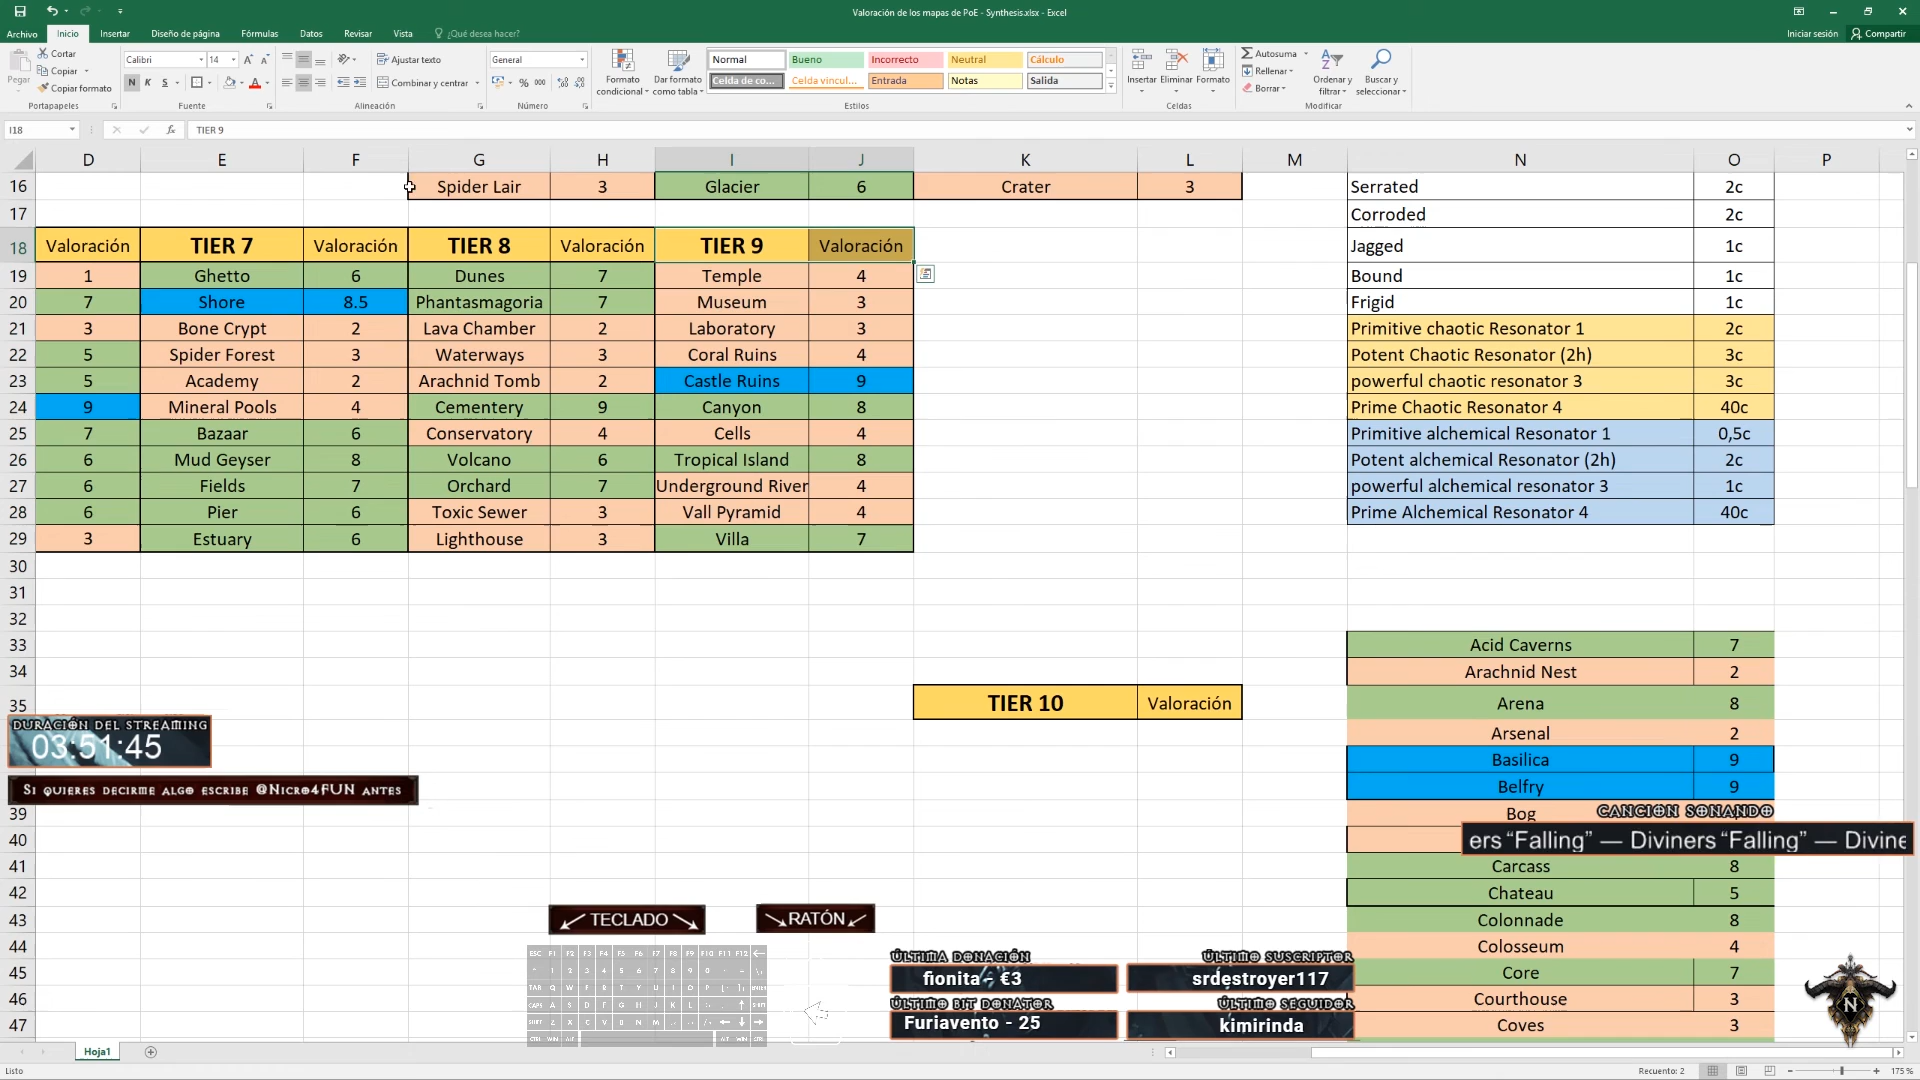 Valoración de los mapas de PoE - Synthesis.xlsx - Excel
Archivo Inicio Insertar Diseño de página Fórmulas Datos Revisar Vista ¿Qué desea hacer? Iniciar sesión Compartir
Pegar
Cortar
Copiar
Copiar formato
Calibri 14
N K S
Ajustar texto
Combinar y centrar
General
% 000
Formato condicional
Dar formato como tabla
Normal Bueno Incorrecto Neutral Cálculo
Celda de co... Celda vincul... Entrada Notas Salida
Insertar Eliminar Formato
Autosuma
Rellenar
Borrar
Ordenar y filtrar
Buscar y seleccionar
Portapapeles Fuente Alineación Número Estilos Celdas Modificar
I18 fx TIER 9
D E F G H I J K L M N O P
16 Spider Lair 3 Glacier 6 Crater 3 Serrated 2c
17 Corroded 2c
18 Valoración TIER 7 Valoración TIER 8 Valoración TIER 9 Valoración Jagged 1c
19 1 Ghetto 6 Dunes 7 Temple 4 Bound 1c
20 7 Shore 8.5 Phantasmagoria 7 Museum 3 Frigid 1c
21 3 Bone Crypt 2 Lava Chamber 2 Laboratory 3 Primitive chaotic Resonator 1 2c
22 5 Spider Forest 3 Waterways 3 Coral Ruins 4 Potent Chaotic Resonator (2h) 3c
23 5 Academy 2 Arachnid Tomb 2 Castle Ruins 9 powerful chaotic resonator 3 3c
24 9 Mineral Pools 4 Cementery 9 Canyon 8 Prime Chaotic Resonator 4 40c
25 7 Bazaar 6 Conservatory 4 Cells 4 Primitive alchemical Resonator 1 0,5c
26 6 Mud Geyser 8 Volcano 6 Tropical Island 8 Potent alchemical Resonator (2h) 2c
27 6 Fields 7 Orchard 7 Underground River 4 powerful alchemical resonator 3 1c
28 6 Pier 6 Toxic Sewer 3 Vall Pyramid 4 Prime Alchemical Resonator 4 40c
29 3 Estuary 6 Lighthouse 3 Villa 7
30
31
32
33 Acid Caverns 7
34 Arachnid Nest 2
35 TIER 10 Valoración Arena 8
DURACIÓN DEL STREAMING
03:51:45
Arsenal 2
Basilica 9
SI QUIERES DECIRME ALGO ESCRIBE @NICRO4FUN ANTES
Belfry 9
39 Bog
CANCION SONANDO
40 ers “Falling” — Diviners “Falling” — Divine
41 Carcass 8
42 Chateau 5
43 TECLADO RATÓN Colonnade 8
44 Colosseum 4
45 Core 7
46 Courthouse 3
47 Coves 3
ÚLTIMA DONACIÓN
fionita - €3
ÚLTIMO SUSCRIPTOR
srdestroyer117
ÚLTIMO BIT DONATOR
Furiavento - 25
ÚLTIMO SEGUIDOR
kimirinda
N
Hoja1
Listo Recuento: 2 175 %